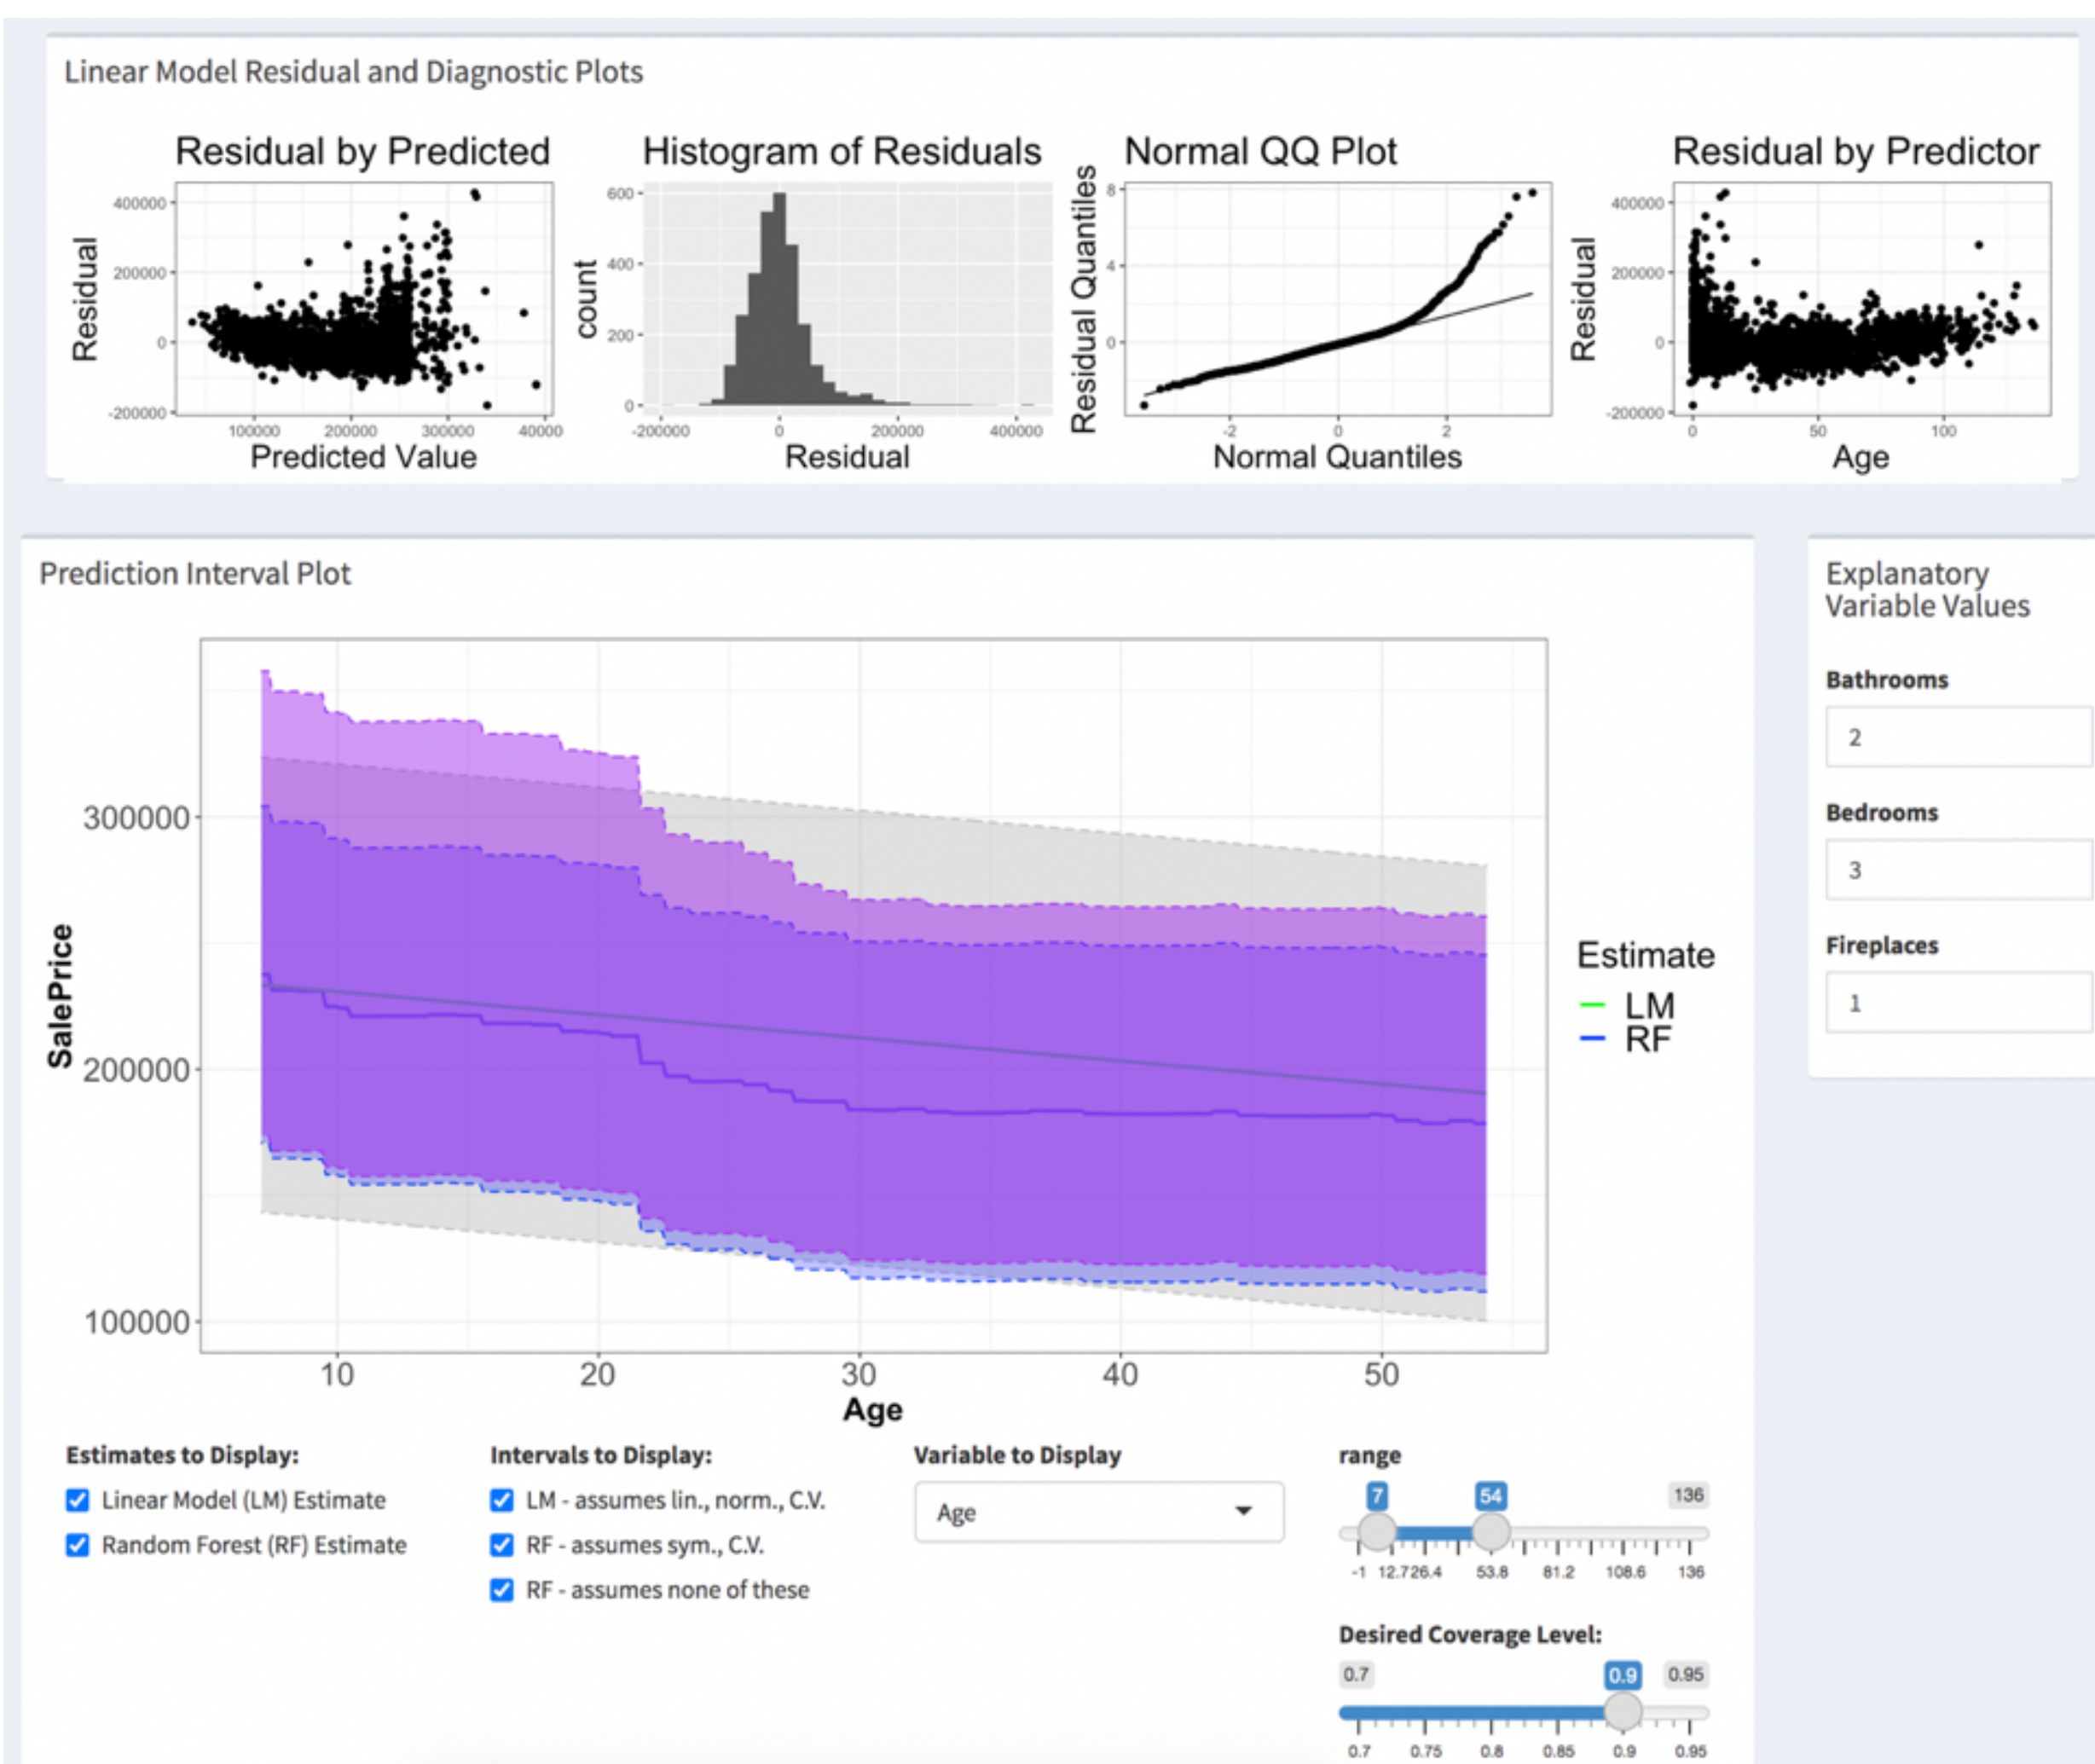 Linear Model Residual and Diagnostic Plots
Residual by Predicted
Residual
400000
200000
0
-200000
100000 200000 300000 40000
Predicted Value
Histogram of Residuals
count
600
400
200
0
-200000 0 200000 400000
Residual
Normal QQ Plot
Residual Quantiles
8
4
0
-2 0 2
Normal Quantiles
Residual by Predictor
Residual
400000
200000
0
-200000
0 50 100
Age
Prediction Interval Plot
SalePrice
300000
200000
100000
10 20 30 40 50
Age
Estimate
LM
RF
Explanatory
Variable Values
Bathrooms
2
Bedrooms
3
Fireplaces
1
Estimates to Display:
Linear Model (LM) Estimate
Random Forest (RF) Estimate
Intervals to Display:
LM - assumes lin., norm., C.V.
RF - assumes sym., C.V.
RF - assumes none of these
Variable to Display
Age
range
7 54 136
-1 12.7 26.4 53.8 81.2 108.6 136
Desired Coverage Level:
0.7 0.9 0.95
0.7 0.75 0.8 0.85 0.9 0.95